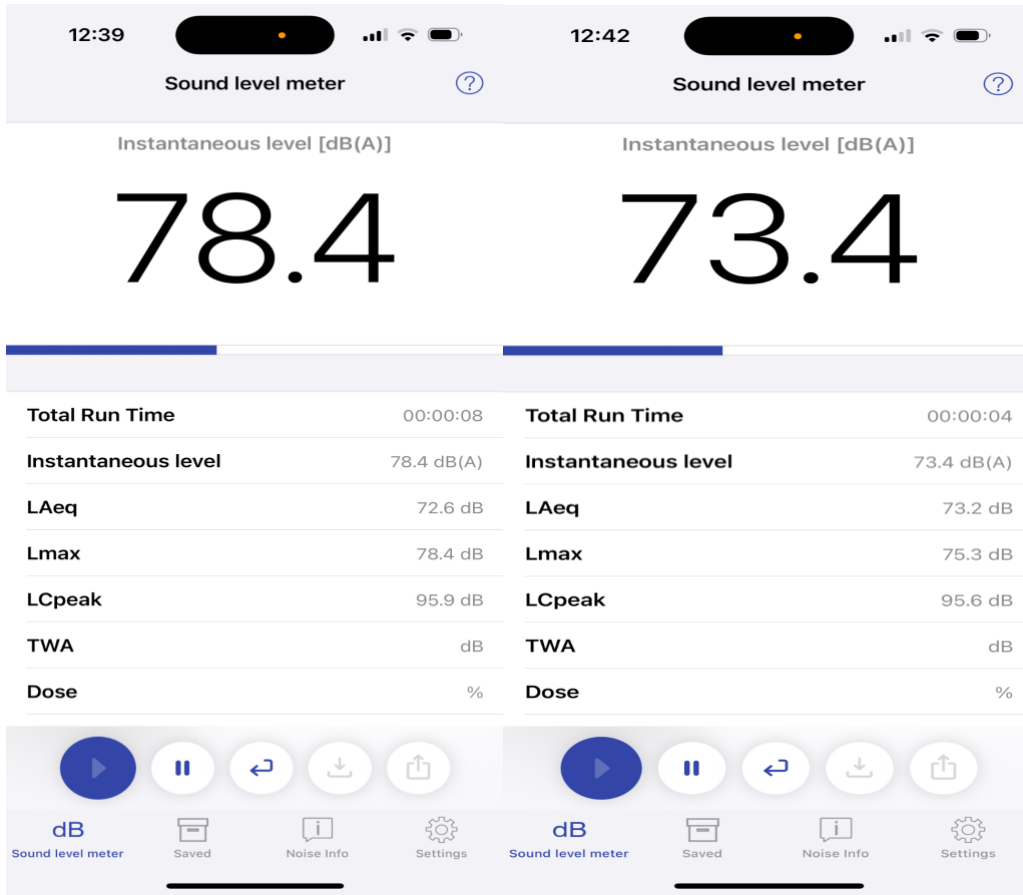 12:39
Sound level meter
?
Instantaneous level [dB(A)]
78.4
Total Run Time 00:00:08
Instantaneous level 78.4 dB(A)
LAeq 72.6 dB
Lmax 78.4 dB
LCpeak 95.9 dB
TWA dB
Dose %
dB
Sound level meter Saved Noise Info Settings
12:42
Sound level meter
?
Instantaneous level [dB(A)]
73.4
Total Run Time 00:00:04
Instantaneous level 73.4 dB(A)
LAeq 73.2 dB
Lmax 75.3 dB
LCpeak 95.6 dB
TWA dB
Dose %
dB
Sound level meter Saved Noise Info Settings